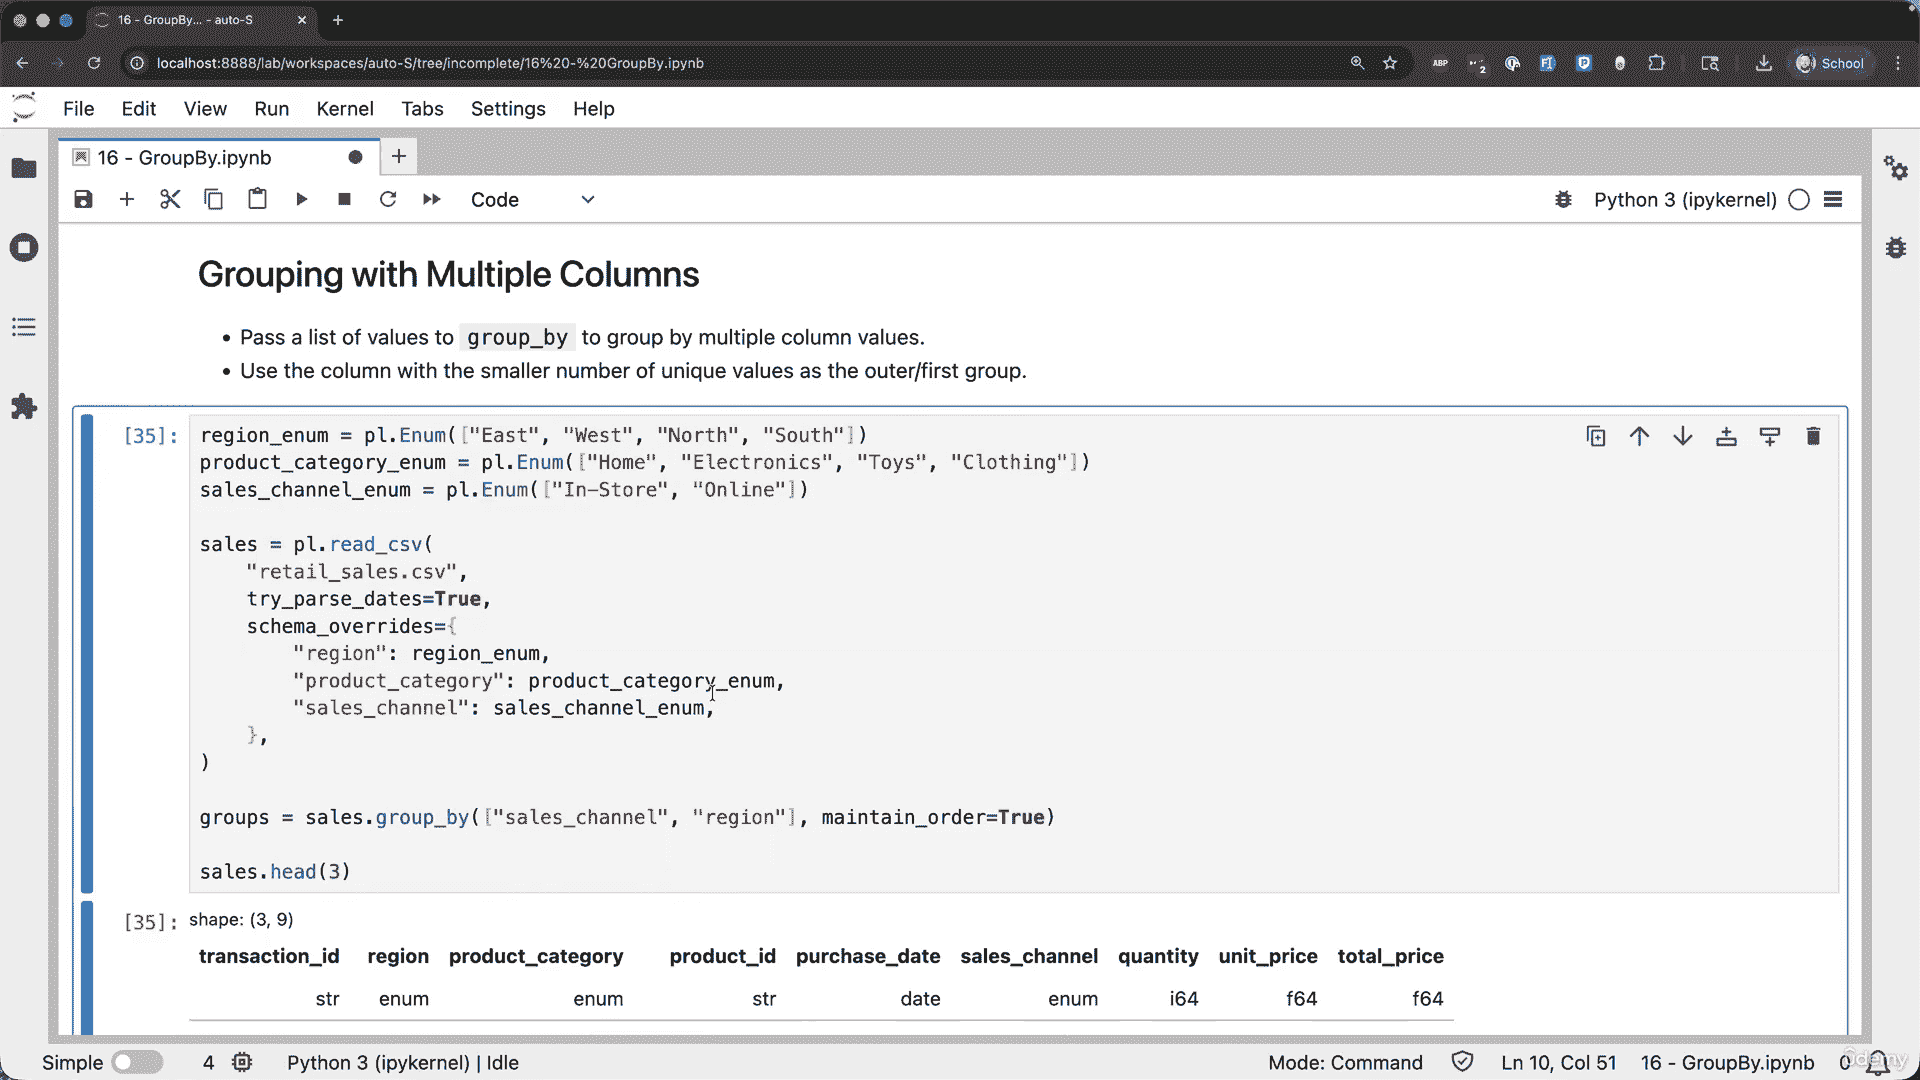 16 - GroupBy... - auto-S
localhost:8888/lab/workspaces/auto-S/tree/incomplete/16%20-%20GroupBy.ipynb
ABP
2
School
File Edit View Run Kernel Tabs Settings Help
16 - GroupBy.ipynb
Code
Python 3 (ipykernel)
Grouping with Multiple Columns
• Pass a list of values to group_by to group by multiple column values.
• Use the column with the smaller number of unique values as the outer/first group.
[35]:
region_enum = pl.Enum(["East", "West", "North", "South"])
product_category_enum = pl.Enum(["Home", "Electronics", "Toys", "Clothing"])
sales_channel_enum = pl.Enum(["In-Store", "Online"])
sales = pl.read_csv(
    "retail_sales.csv",
    try_parse_dates=True,
    schema_overrides={
        "region": region_enum,
        "product_category": product_category_enum,
        "sales_channel": sales_channel_enum,
    },
)
groups = sales.group_by(["sales_channel", "region"], maintain_order=True)
sales.head(3)
[35]: shape: (3, 9)
transaction_id region product_category product_id purchase_date sales_channel quantity unit_price total_price
str enum enum str date enum i64 f64 f64
Simple 4 Python 3 (ipykernel) | Idle Mode: Command Ln 10, Col 51 16 - GroupBy.ipynb 0
udemy